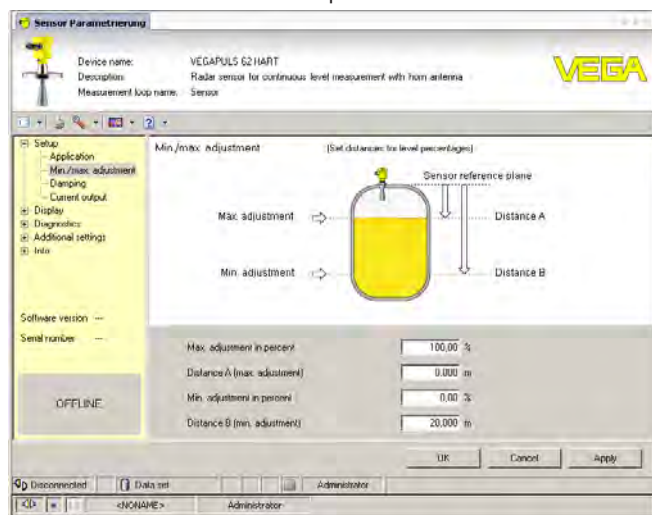 Sensor Parametrierung
Device name: VEGAPULS 62 HART
Description: Radar sensor for continuous level measurement with horn antenna
Measurement loop name: Sensor
VEGA
Setup
Application
Min./max. adjustment
Damping
Current output
Display
Diagnostics
Additional settings
Info
Software version ---
Serial number ---
OFFLINE
Min./max. adjustment (Set distances for level percentages)
Sensor reference plane
Max. adjustment
Distance A
Min. adjustment
Distance B
Max. adjustment in percent 100,00 %
Distance A (max. adjustment) 0.000 m
Min. adjustment in percent 0,00 %
Distance B (min. adjustment) 20,000 m
OK Cancel Apply
Disconnected Data set Administrator
<NONAME> Administrator